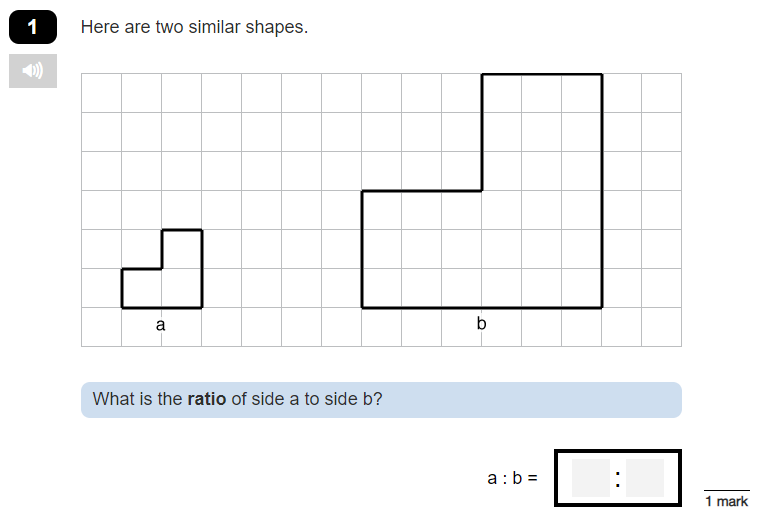 1
Here are two similar shapes.
a
b
What is the ratio of side a to side b?
a : b = :
1 mark